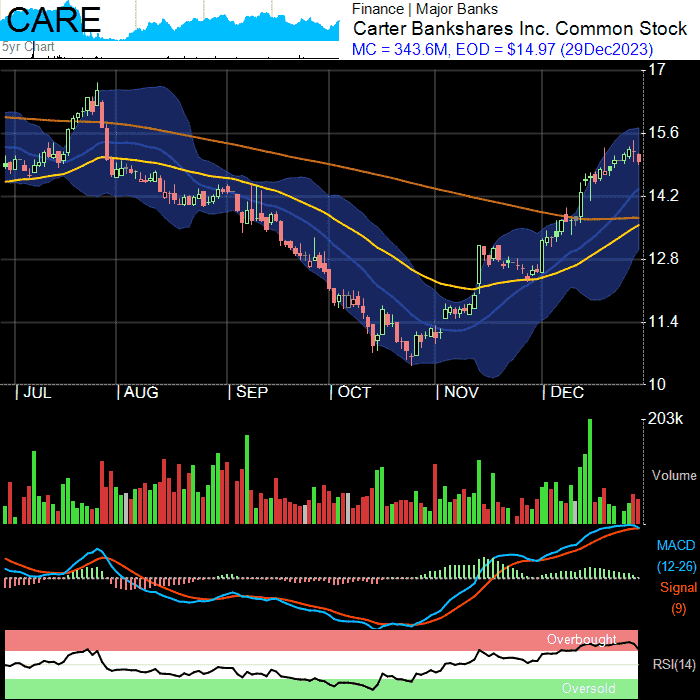 CARE
5yr Chart
Finance | Major Banks
Carter Bankshares Inc. Common Stock
MC = 343.6M, EOD = $14.97 (29Dec2023)
17
15.6
14.2
12.8
11.4
10
JUL AUG SEP OCT NOV DEC
203k
Volume
MACD
(12-26)
Signal
(9)
Overbought
RSI(14)
Oversold